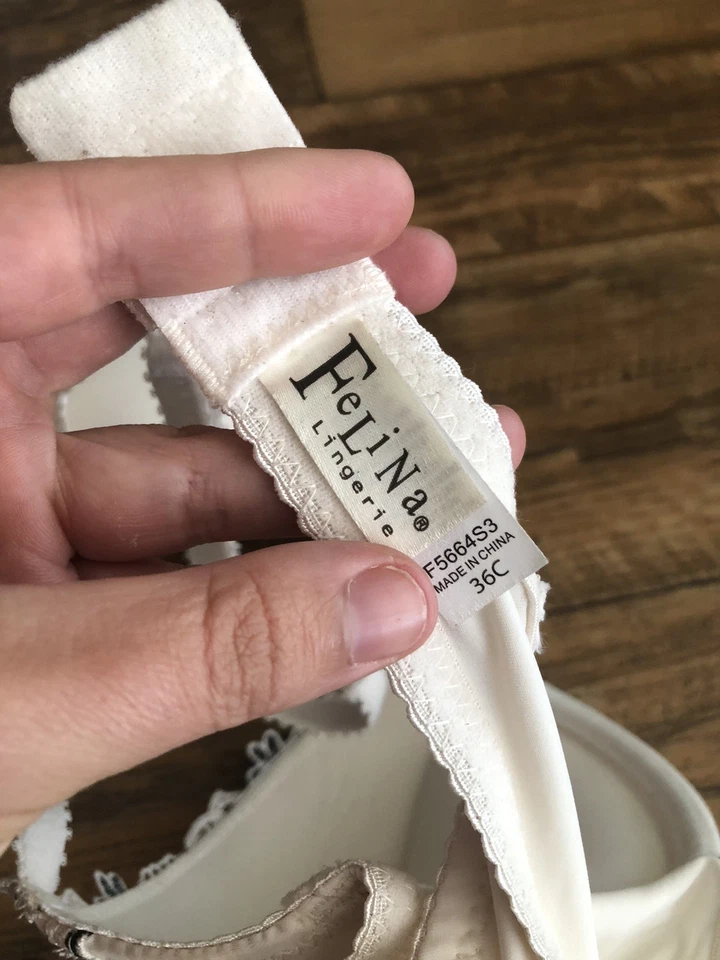 FeLiNa®
Lingerie
F5664S3
MADE IN CHINA
36C